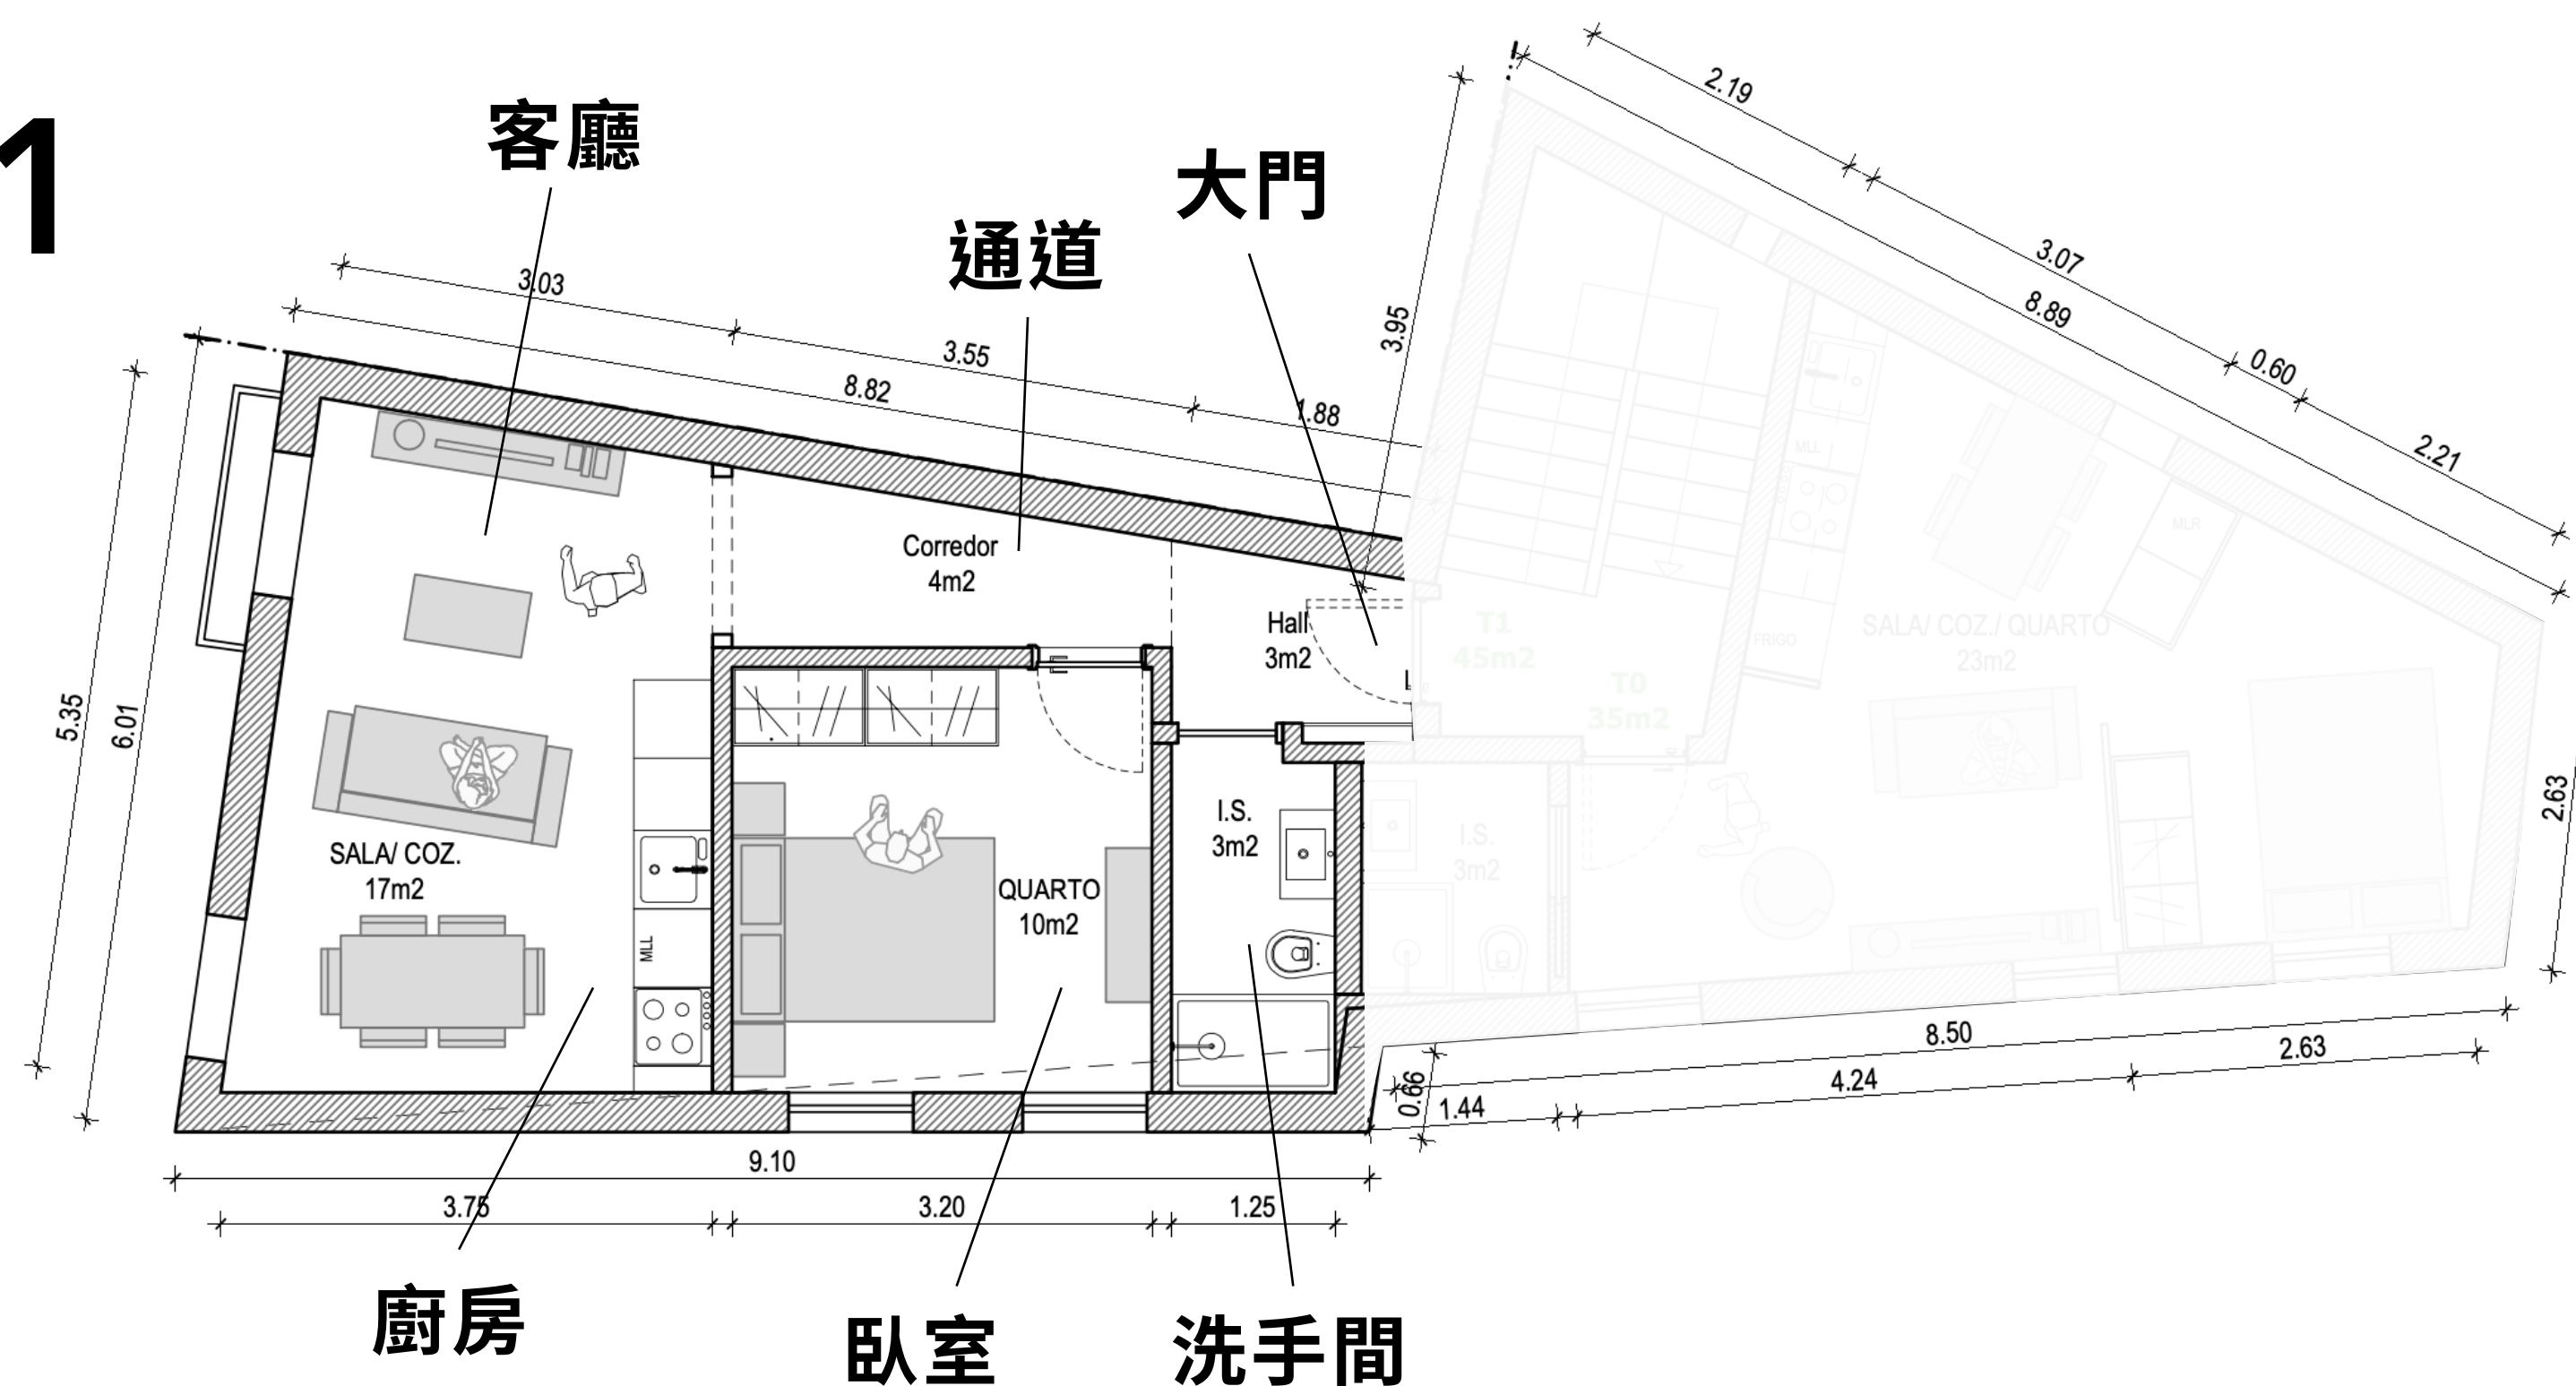 1
客廳
大門
通道
2.19
3.07
8.89
0.60
2.21
3.03
3.55
8.82
1.88
3.95
5.35
6.01
Corredor
4m2
Hall
3m2
T1
45m2
T0
35m2
MLL
FRIGO
MLR
SALA/ COZ./ QUARTO
23m2
SALA/ COZ.
17m2
MLL
QUARTO
10m2
I.S.
3m2
I.S.
3m2
2.63
8.50
2.63
4.24
1.44
0.66
9.10
3.75
3.20
1.25
廚房
臥室
洗手間